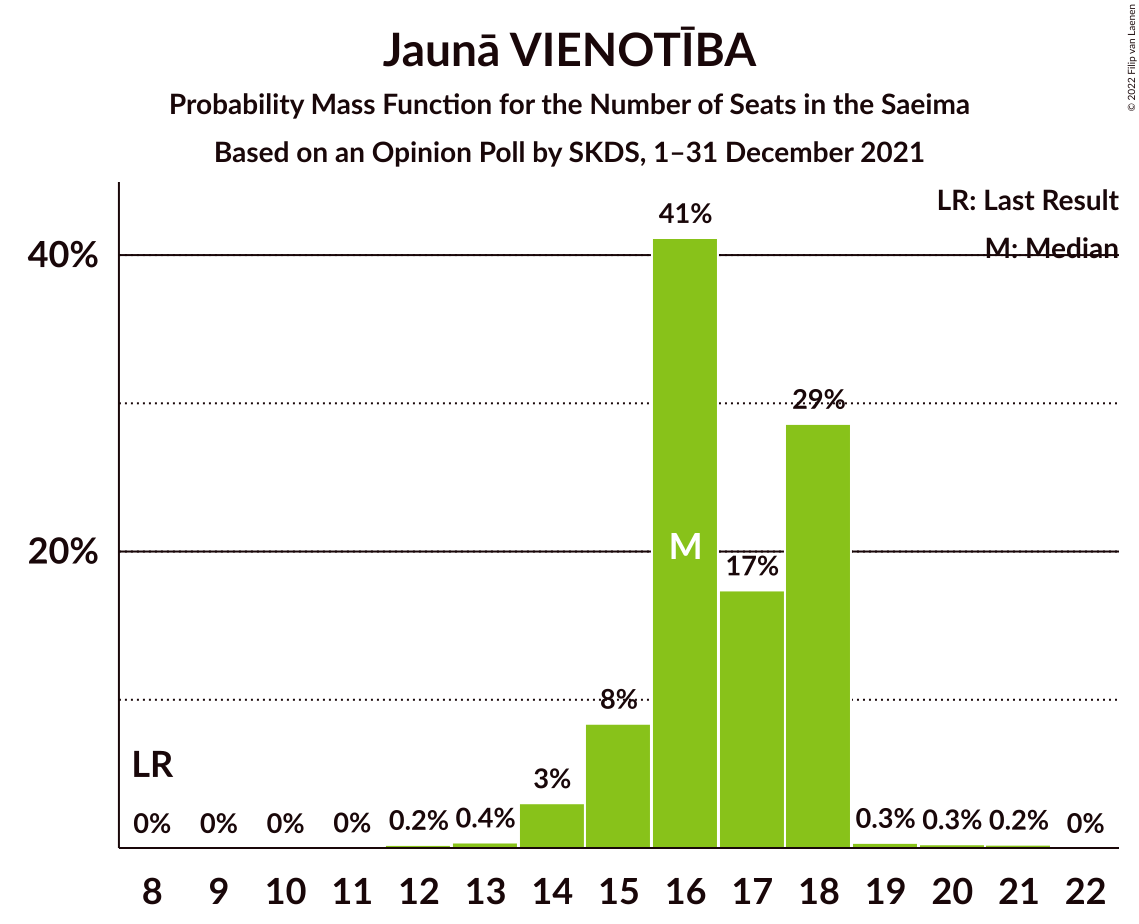 Jaunā VIENOTĪBA
Probability Mass Function for the Number of Seats in the Saeima
Based on an Opinion Poll by SKDS, 1–31 December 2021
© 2022 Filip van Laenen
LR: Last Result
M: Median
40%
20%
41%
29%
17%
8%
3%
M
LR
0% 0% 0% 0% 0.2% 0.4% 0.3% 0.3% 0.2% 0%
8 9 10 11 12 13 14 15 16 17 18 19 20 21 22